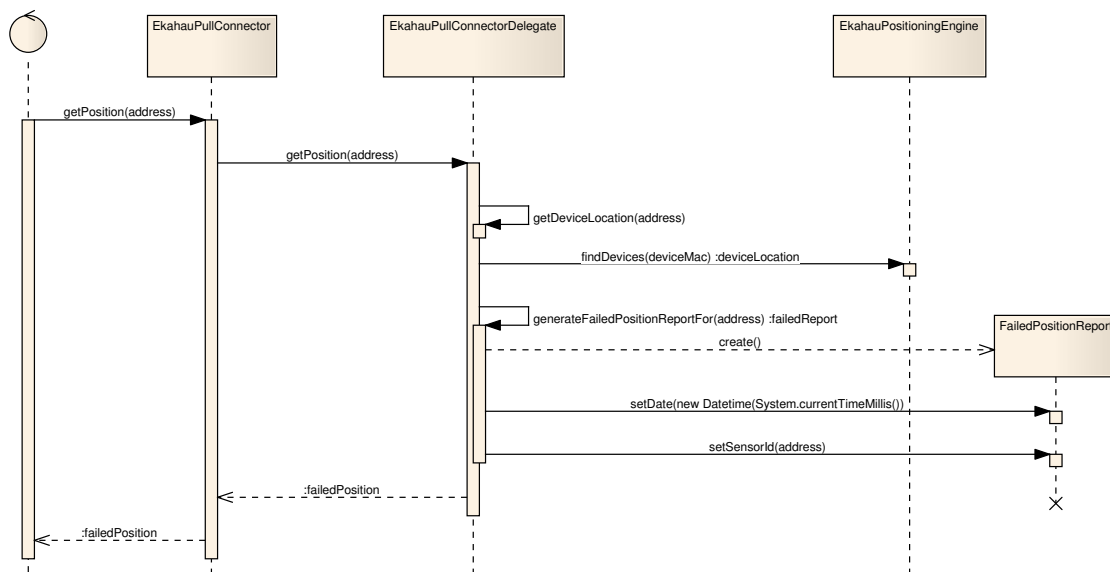 EkahauPullConnector
EkahauPullConnectorDelegate
EkahauPositioningEngine
getPosition(address)
getPosition(address)
getDeviceLocation(address)
findDevices(deviceMac) :deviceLocation
generateFailedPositionReportFor(address) :failedReport
FailedPositionReport
create()
setDate(new Datetime(System.currentTimeMillis())
setSensorId(address)
:failedPosition
:failedPosition